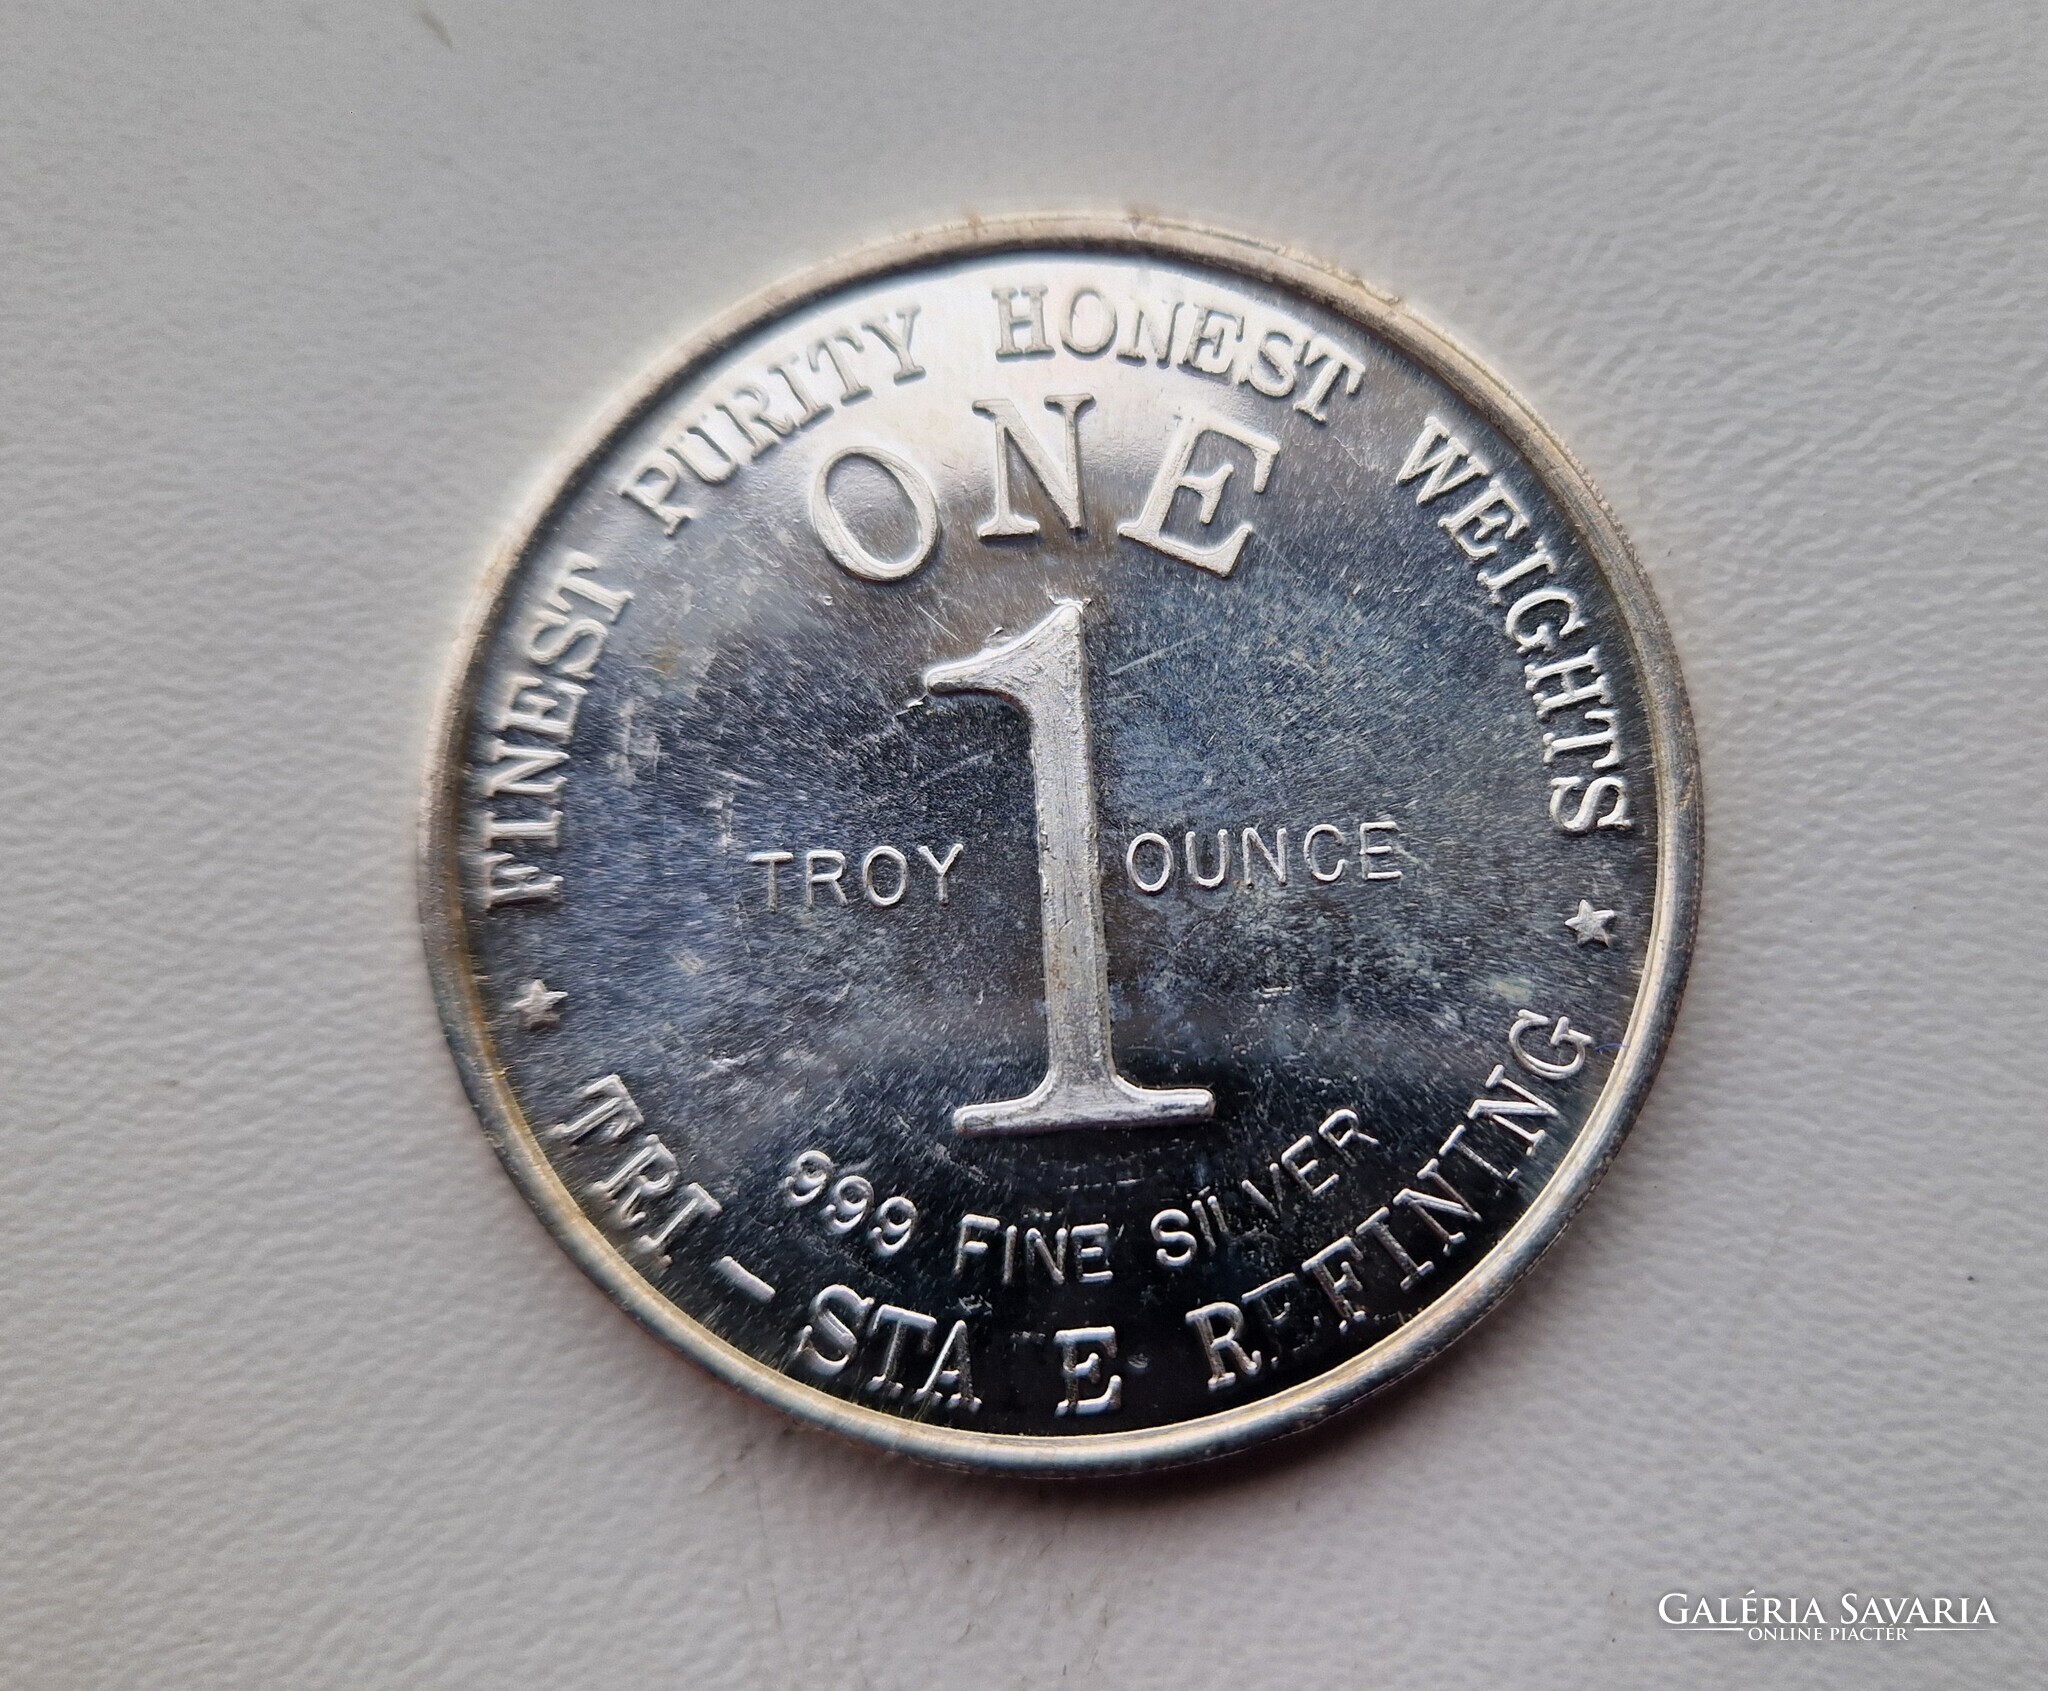 FINEST PURITY HONEST WEIGHTS
ONE
1
TROY OUNCE
999 FINE SILVER
TRI-STA E REFINING
GALÉRIA SAVARIA
ONLINE PIACTÉR